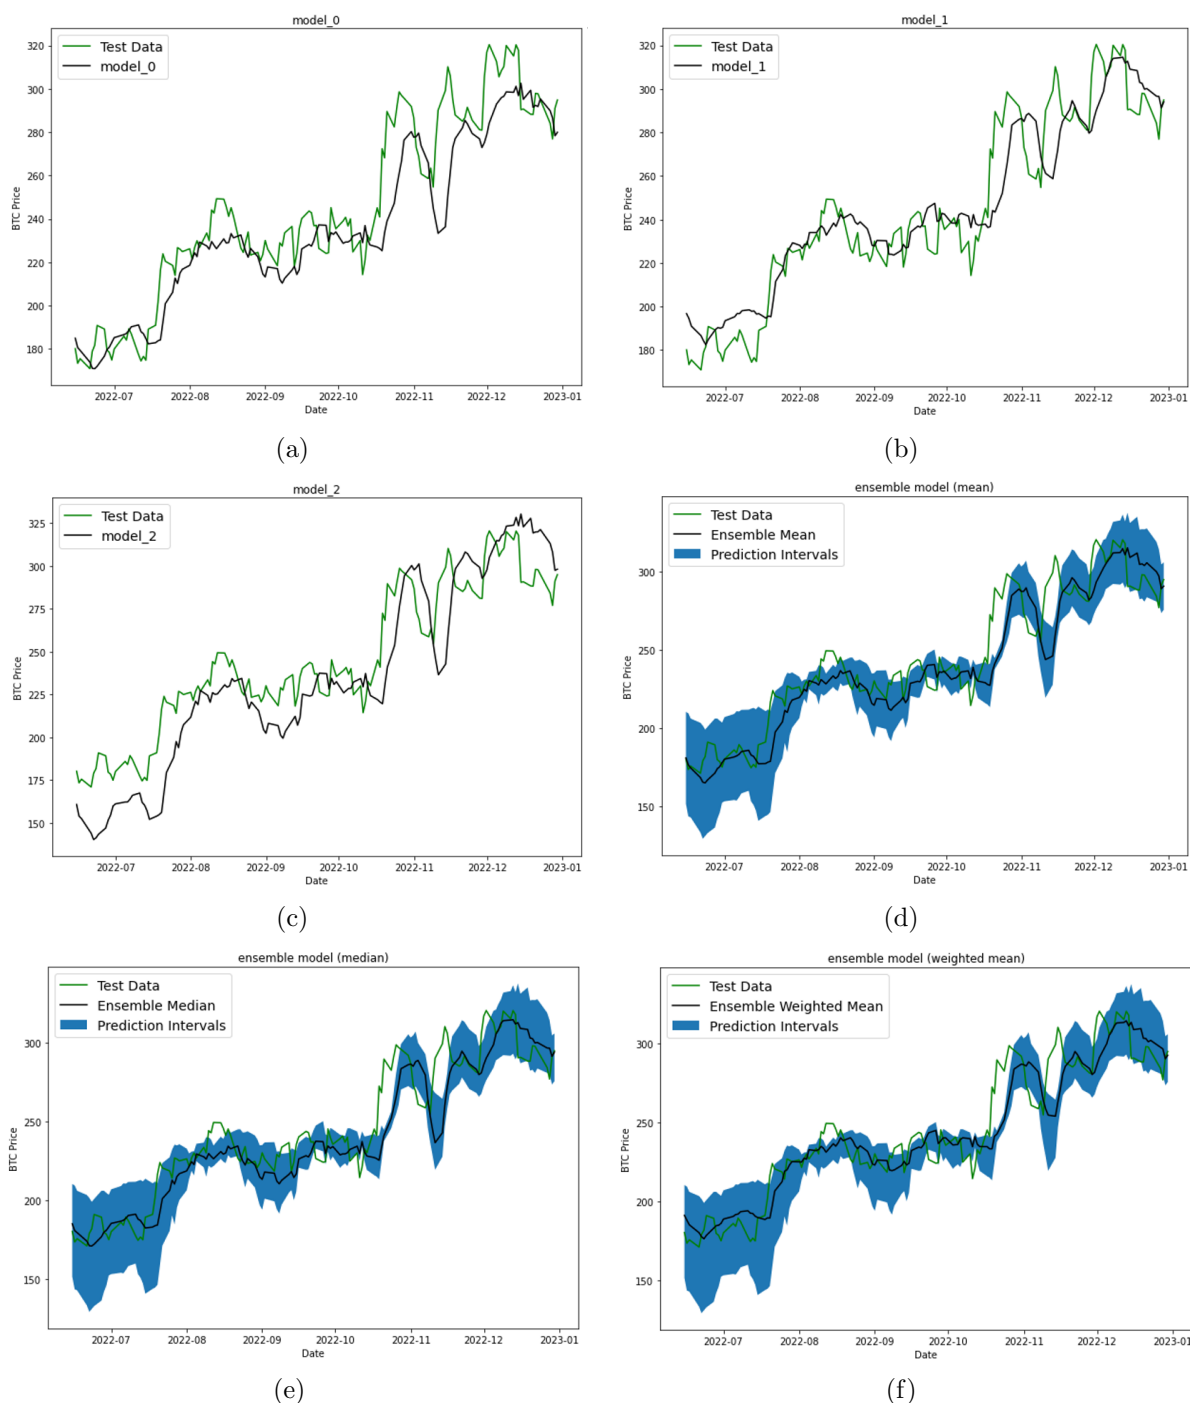 model_0
Test Data
model_0
BTC Price
320
300
280
260
240
220
200
180
2022-07 2022-08 2022-09 2022-10 2022-11 2022-12 2023-01
Date
(a)
model_1
Test Data
model_1
BTC Price
320
300
280
260
240
220
200
180
2022-07 2022-08 2022-09 2022-10 2022-11 2022-12 2023-01
Date
(b)
model_2
Test Data
model_2
BTC Price
325
300
275
250
225
200
175
150
2022-07 2022-08 2022-09 2022-10 2022-11 2022-12 2023-01
Date
(c)
ensemble model (mean)
Test Data
Ensemble Mean
Prediction Intervals
BTC Price
300
250
200
150
2022-07 2022-08 2022-09 2022-10 2022-11 2022-12 2023-01
Date
(d)
ensemble model (median)
Test Data
Ensemble Median
Prediction Intervals
BTC Price
300
250
200
150
2022-07 2022-08 2022-09 2022-10 2022-11 2022-12 2023-01
Date
(e)
ensemble model (weighted mean)
Test Data
Ensemble Weighted Mean
Prediction Intervals
BTC Price
300
250
200
150
2022-07 2022-08 2022-09 2022-10 2022-11 2022-12 2023-01
Date
(f)